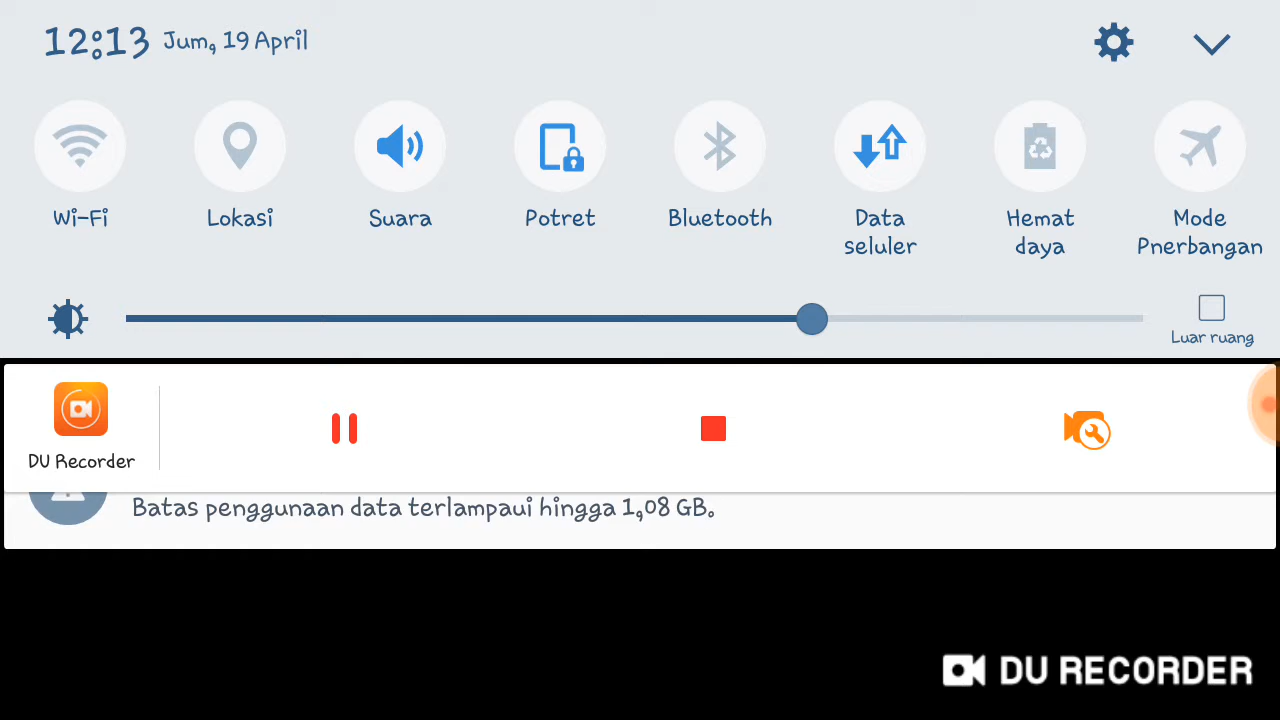 12:13 Jum, 19 April
Wi-Fi Lokasi Suara Potret Bluetooth Data seluler Hemat daya Mode Pnerbangan
Luar ruang
DU Recorder
Batas penggunaan data terlampaui hingga 1,08 GB.
DU RECORDER